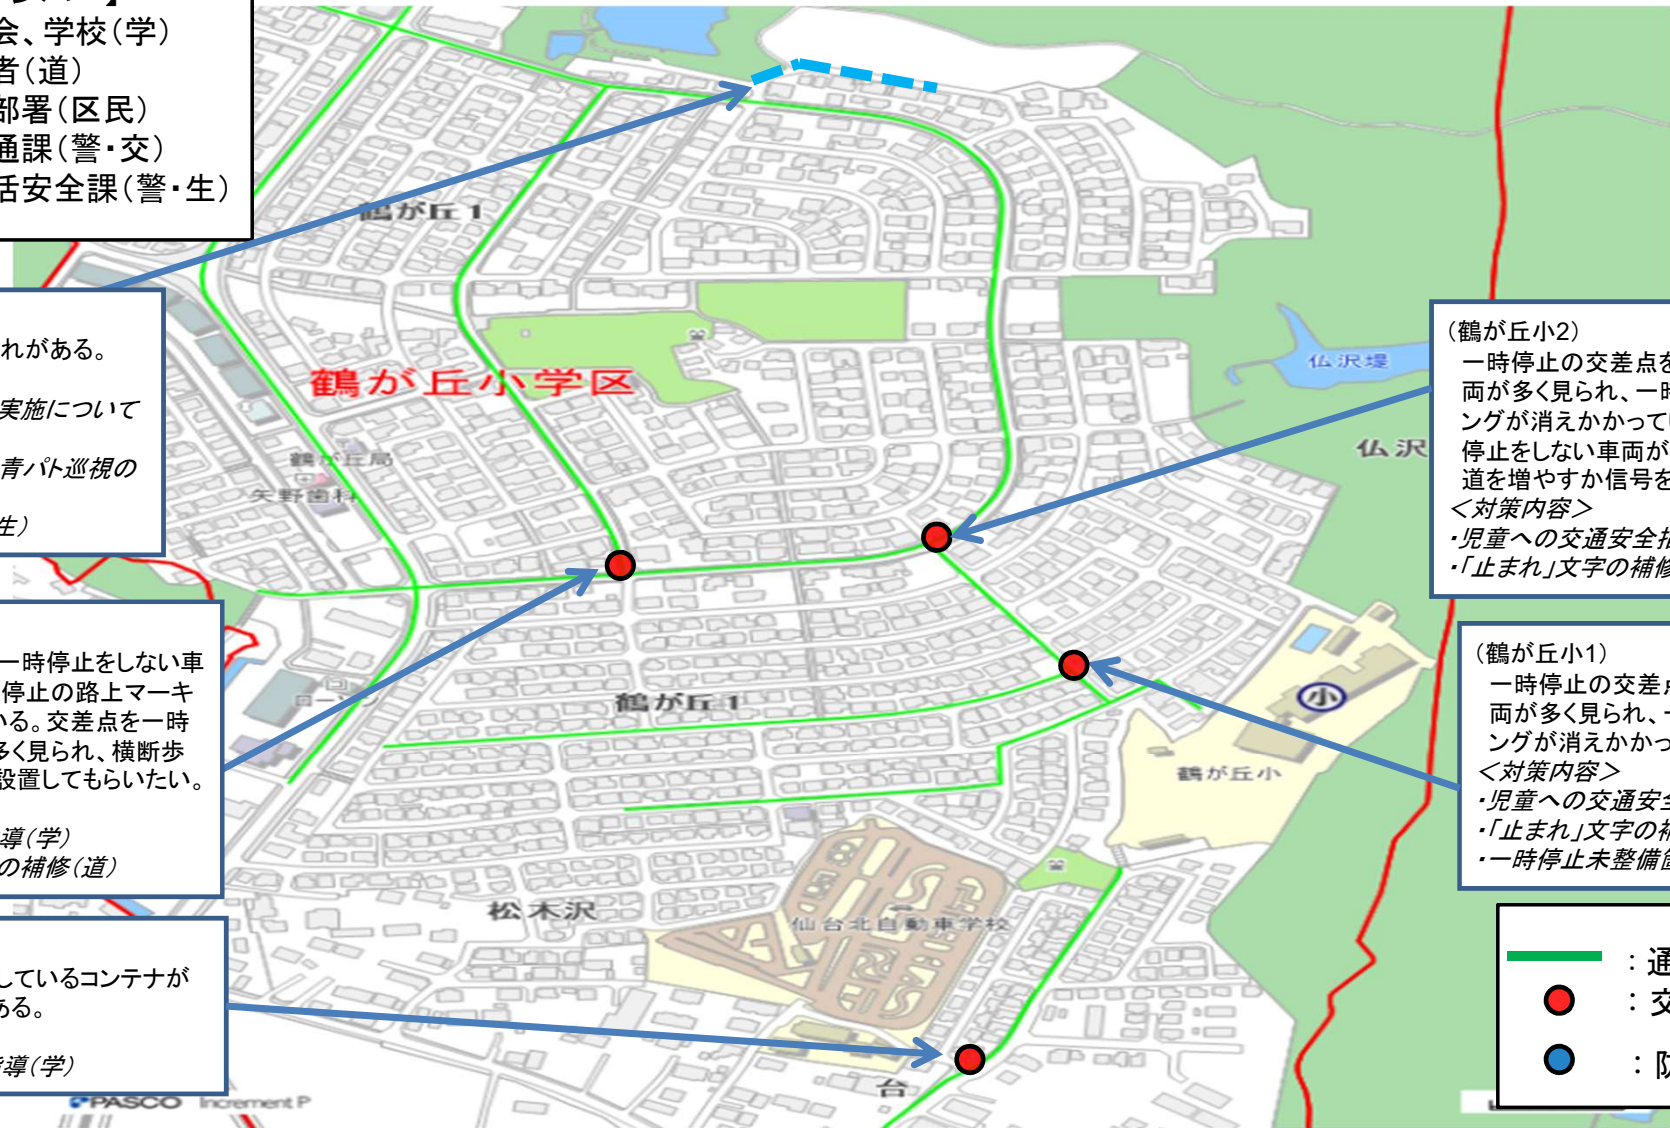 会、学校(学)
者(道)
部署(区民)
通課(警・交)
活安全課(警・生)
れがある。
実施について
青パト巡視の
生)
一時停止をしない車
停止の路上マーキ
いる。交差点を一時
多く見られ、横断歩
設置してもらいたい。
導(学)
の補修(道)
しているコンテナが
ある。
指導(学)
鶴が丘1
鶴が丘小学区
鶴が丘局
矢野歯科
ローソン
鶴が丘1
松木沢
仙台北自動車学校
台
小
鶴が丘小
仏沢堤
仏沢
(鶴が丘小2)
一時停止の交差点を
両が多く見られ、一時
ングが消えかかってい
停止をしない車両が
道を増やすか信号を
<対策内容>
・児童への交通安全指
・「止まれ」文字の補修
(鶴が丘小1)
一時停止の交差点
両が多く見られ、一
ングが消えかかっ
<対策内容>
・児童への交通安全
・「止まれ」文字の補
・一時停止未整備箇
:通
:交
:防
PASCO Increment P